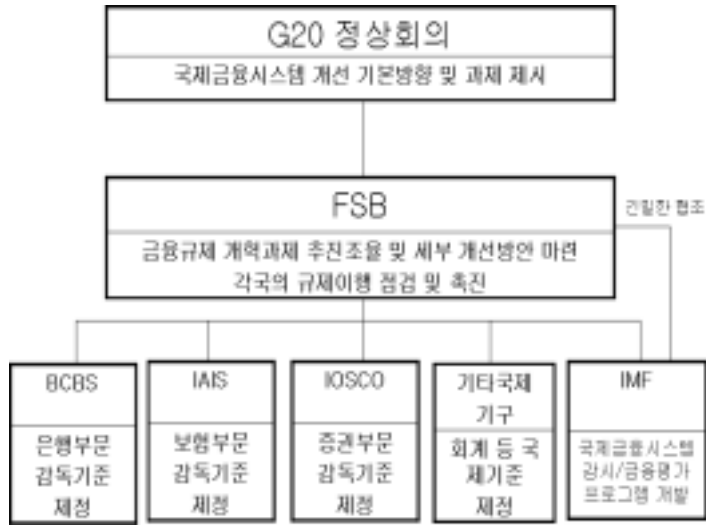 G20 정상회의
국제금융시스템 개선 기본방향 및 과제 제시
FSB
긴밀한 협조
금융규제 개혁과제 추진조율 및 세부 개선방안 마련
각국의 규제이행 점검 및 촉진
BCBS
은행부문
감독기준
제정
IAIS
보험부문
감독기준
제정
IOSCO
증권부문
감독기준
제정
기타국제
기구
회계 등 국
제기준
제정
IMF
국제금융시스템
감시/금융평가
프로그램 개발